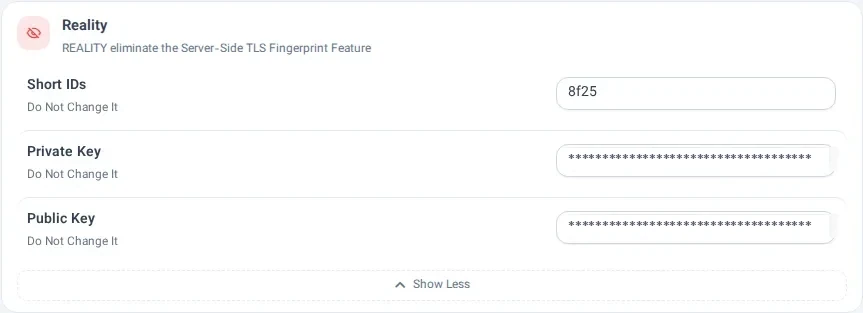 Reality
REALITY eliminate the Server-Side TLS Fingerprint Feature
Short IDs
Do Not Change It
8f25
Private Key
Do Not Change It
************************************
Public Key
Do Not Change It
************************************
Show Less